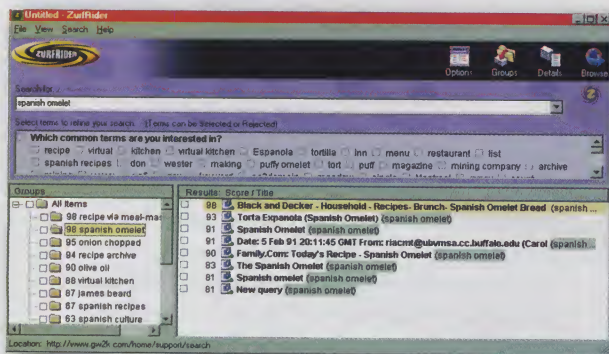 Untitled - ZurfRider
File View Search Help
ZURFRIDER
Options Groups Details Browse
Search for
spanish omelet
Select terms to refine your search. (Terms can be Selected or Rejected)
Which common terms are you interested in?
recipe virtual kitchen virtual kitchen Espanola tortilla inn menu restaurant list
spanish recipes don wester making puffy omelet tort puff magazine mining company archive
Groups
Results: Score / Title
All Items
98 recipe via meal-mas
98 spanish omelet
95 onion chopped
94 recipe archive
90 olive oil
88 virtual kitchen
87 james beard
67 spanish recipes
63 spanish culture
98 Black and Decker - Household - Recipes- Brunch- Spanish Omelet Breed (spanish ...
93 Torta Expanola (Spanish Omelet) (spanish omelet)
91 Spanish Omelet (spanish omelet)
91 Date: 5 Feb 91 20:11:45 GMT From: riacmt@ubvmsa.cc.buffalo.edu (Carol (spanish ...
90 Family.Com: Today's Recipe - Spanish Omelet (spanish omelet)
83 The Spanish Omelet (spanish omelet)
81 Spanish omelet (spanish omelet)
81 New query (spanish omelet)
Location: http://www.gw2k.com/home/support/search